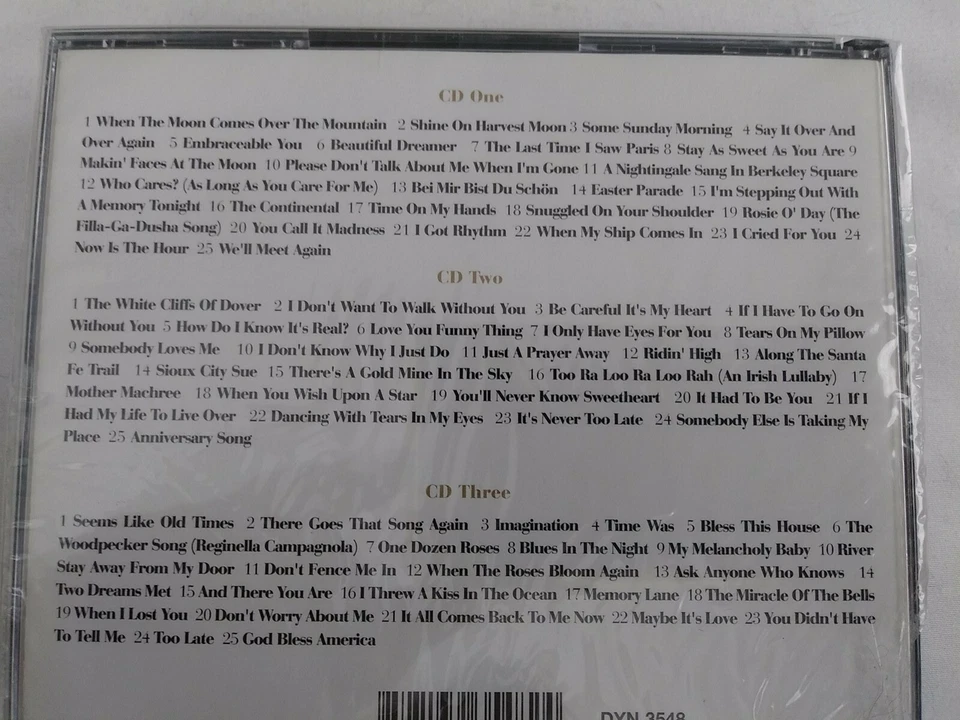 CD One
1 When The Moon Comes Over The Mountain 2 Shine On Harvest Moon 3 Some Sunday Morning 4 Say It Over And
Over Again 5 Embraceable You 6 Beautiful Dreamer 7 The Last Time I Saw Paris 8 Stay As Sweet As You Are 9
Makin' Faces At The Moon 10 Please Don't Talk About Me When I'm Gone 11 A Nightingale Sang In Berkeley Square
12 Who Cares? (As Long As You Care For Me) 13 Bei Mir Bist Du Schön 14 Easter Parade 15 I'm Stepping Out With
A Memory Tonight 16 The Continental 17 Time On My Hands 18 Snuggled On Your Shoulder 19 Rosie O' Day (The
Filla-Ga-Dusha Song) 20 You Call It Madness 21 I Got Rhythm 22 When My Ship Comes In 23 I Cried For You 24
Now Is The Hour 25 We'll Meet Again
CD Two
1 The White Cliffs Of Dover 2 I Don't Want To Walk Without You 3 Be Careful It's My Heart 4 If I Have To Go On
Without You 5 How Do I Know It's Real? 6 Love You Funny Thing 7 I Only Have Eyes For You 8 Tears On My Pillow
9 Somebody Loves Me 10 I Don't Know Why I Just Do 11 Just A Prayer Away 12 Ridin' High 13 Along The Santa
Fe Trail 14 Sioux City Sue 15 There's A Gold Mine In The Sky 16 Too Ra Loo Ra Loo Rah (An Irish Lullaby) 17
Mother Machree 18 When You Wish Upon A Star 19 You'll Never Know Sweetheart 20 It Had To Be You 21 If I
Had My Life To Live Over 22 Dancing With Tears In My Eyes 23 It's Never Too Late 24 Somebody Else Is Taking My
Place 25 Anniversary Song
CD Three
1 Seems Like Old Times 2 There Goes That Song Again 3 Imagination 4 Time Was 5 Bless This House 6 The
Woodpecker Song (Reginella Campagnola) 7 One Dozen Roses 8 Blues In The Night 9 My Melancholy Baby 10 River
Stay Away From My Door 11 Don't Fence Me In 12 When The Roses Bloom Again 13 Ask Anyone Who Knows 14
Two Dreams Met 15 And There You Are 16 I Threw A Kiss In The Ocean 17 Memory Lane 18 The Miracle Of The Bells
19 When I Lost You 20 Don't Worry About Me 21 It All Comes Back To Me Now 22 Maybe It's Love 23 You Didn't Have
To Tell Me 24 Too Late 25 God Bless America
DYN 3548